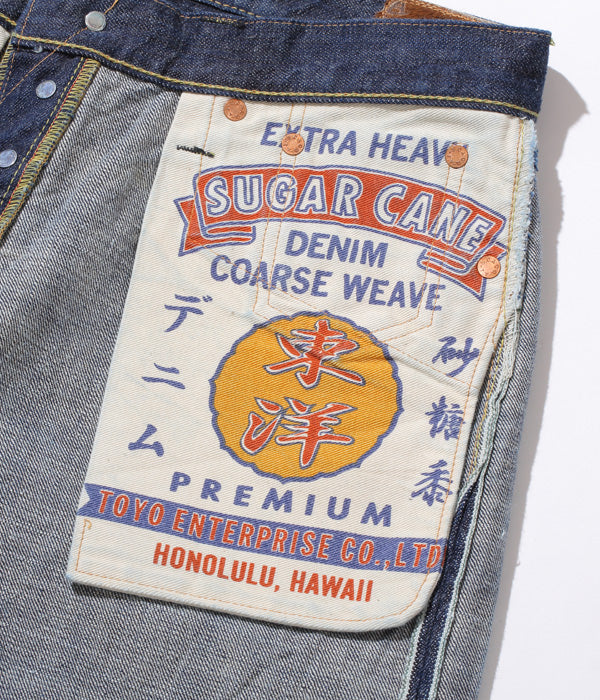 EXTRA HEAVY
SUGAR CANE
DENIM
COARSE WEAVE
デニム
東洋
砂糖黍
PREMIUM
TOYO ENTERPRISE CO., LTD
HONOLULU, HAWAII